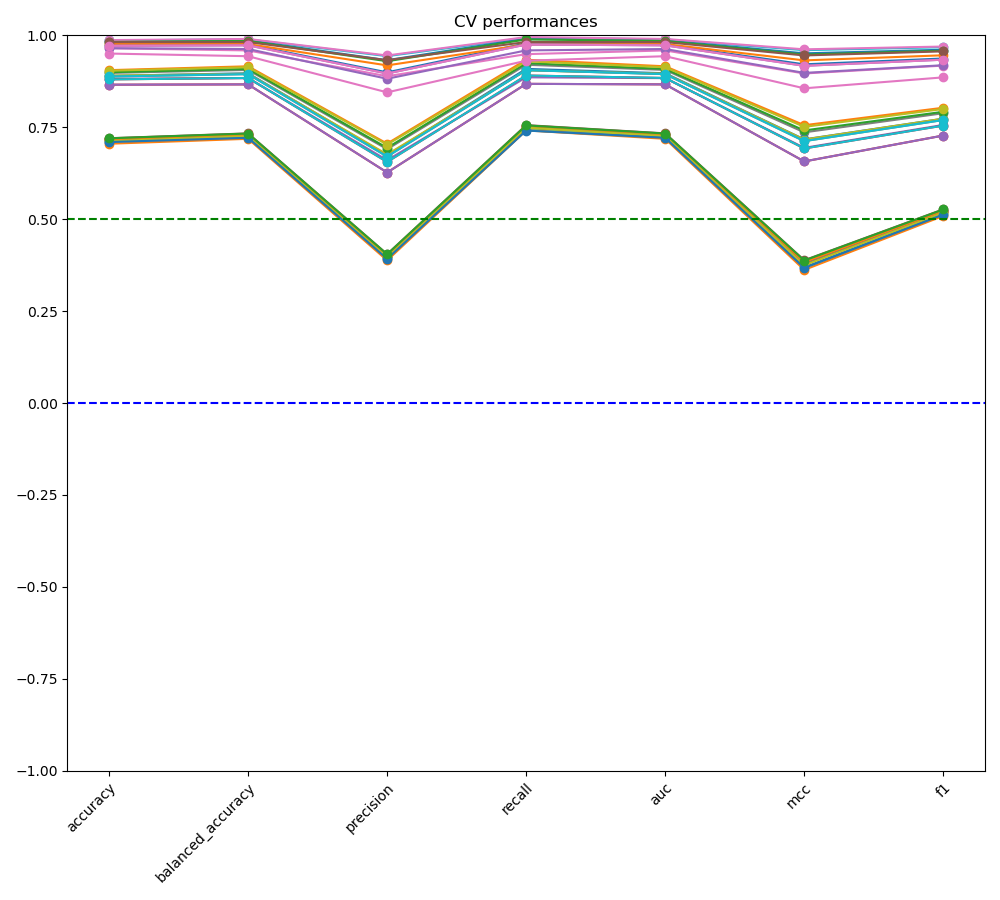 CV performances
1.00
0.75
0.50
0.25
0.00
−0.25
−0.50
−0.75
−1.00
accuracy
balanced_accuracy
precision
recall
auc
mcc
f1